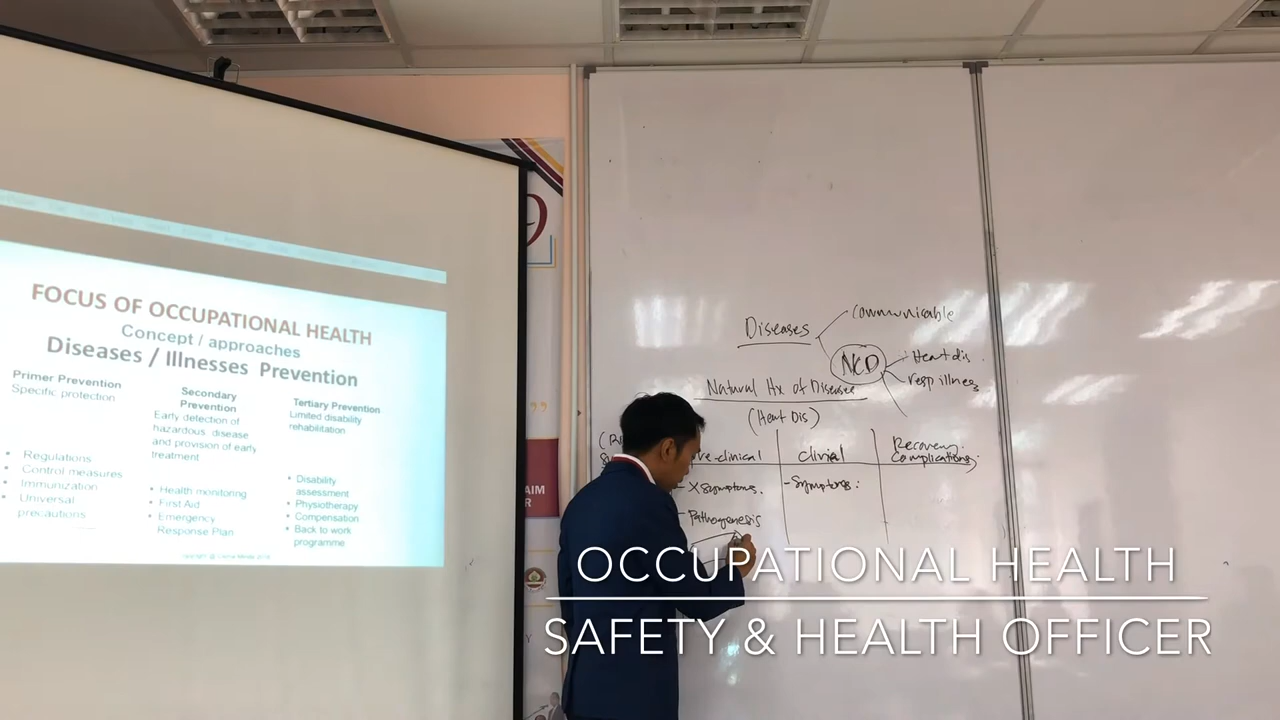 FOCUS OF OCCUPATIONAL HEALTH
Concept / approaches
Diseases / Illnesses Prevention
Primer Prevention
Specific protection
• Regulations
• Control measures
• Immunization
• Universal
precautions
Secondary
Prevention
Early detection of
hazardous disease
and provision of early
treatment
• Health monitoring
• First Aid
• Emergency
Response Plan
Tertiary Prevention
Limited disability
rehabilitation
• Disability
assessment
• Physiotherapy
• Compensation
• Back to work
programme
AIM
R
Diseases
Communicable
NCD
Heart dis.
resp illness
Natural Hx of Disease
(Heart Dis)
re-clinical
clinical
Recovery.
Complications.
- X Symptoms.
- Symptoms.
- Pathogenesis
OCCUPATIONAL HEALTH
SAFETY & HEALTH OFFICER